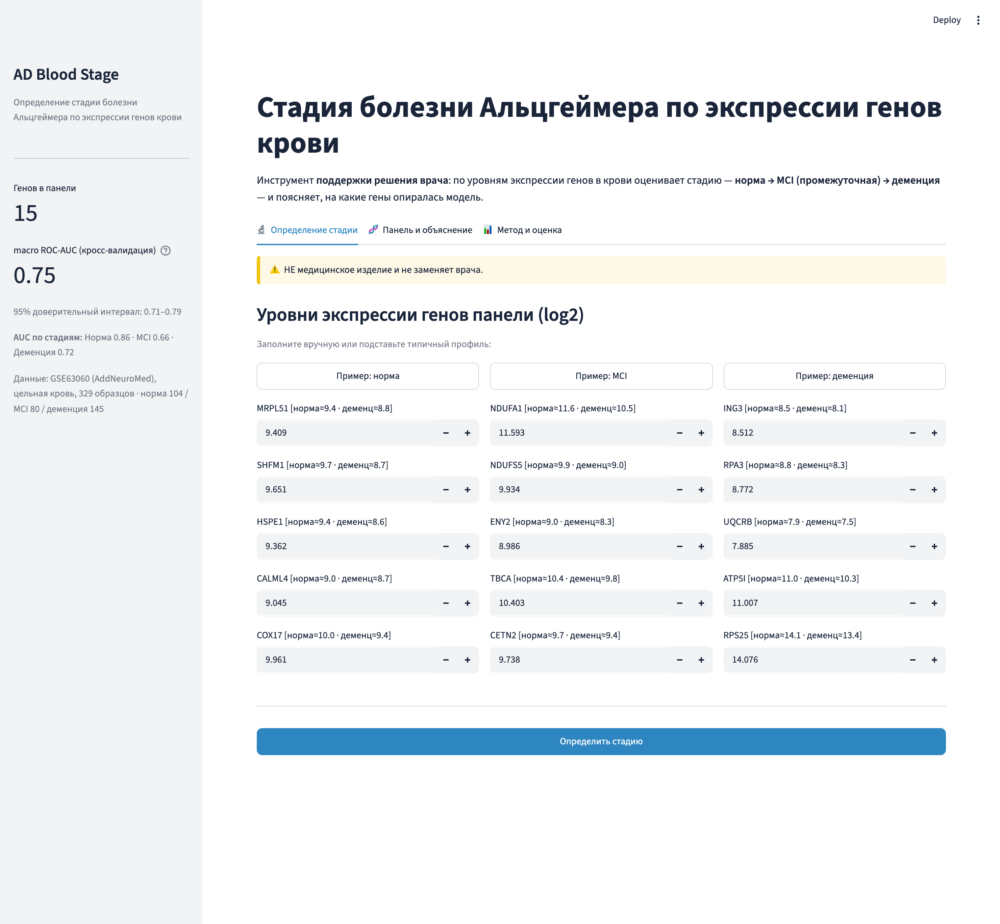 Deploy
AD Blood Stage
Определение стадии болезни
Альцгеймера по экспрессии генов крови
Генов в панели
15
macro ROC-AUC (кросс-валидация)
0.75
95% доверительный интервал: 0.71–0.79
AUC по стадиям: Норма 0.86 · MCI 0.66 ·
Деменция 0.72
Данные: GSE63060 (AddNeuroMed),
цельная кровь, 329 образцов · норма 104 /
MCI 80 / деменция 145
Стадия болезни Альцгеймера по экспрессии генов
крови
Инструмент поддержки решения врача: по уровням экспрессии генов в крови оценивает стадию — норма → MCI (промежуточная) → деменция
— и поясняет, на какие гены опиралась модель.
🔬 Определение стадии 🧬 Панель и объяснение 📊 Метод и оценка
⚠️ НЕ медицинское изделие и не заменяет врача.
Уровни экспрессии генов панели (log2)
Заполните вручную или подставьте типичный профиль:
Пример: норма Пример: MCI Пример: деменция
MRPL51 [норма≈9.4 · деменц≈8.8] NDUFA1 [норма≈11.6 · деменц≈10.5] ING3 [норма≈8.5 · деменц≈8.1]
9.409 − + 11.593 − + 8.512 − +
SHFM1 [норма≈9.7 · деменц≈8.7] NDUFS5 [норма≈9.9 · деменц≈9.0] RPA3 [норма≈8.8 · деменц≈8.3]
9.651 − + 9.934 − + 8.772 − +
HSPE1 [норма≈9.4 · деменц≈8.6] ENY2 [норма≈9.0 · деменц≈8.3] UQCRB [норма≈7.9 · деменц≈7.5]
9.362 − + 8.986 − + 7.885 − +
CALML4 [норма≈9.0 · деменц≈8.7] TBCA [норма≈10.4 · деменц≈9.8] ATP5I [норма≈11.0 · деменц≈10.3]
9.045 − + 10.403 − + 11.007 − +
COX17 [норма≈10.0 · деменц≈9.4] CETN2 [норма≈9.7 · деменц≈9.4] RPS25 [норма≈14.1 · деменц≈13.4]
9.961 − + 9.738 − + 14.076 − +
Определить стадию